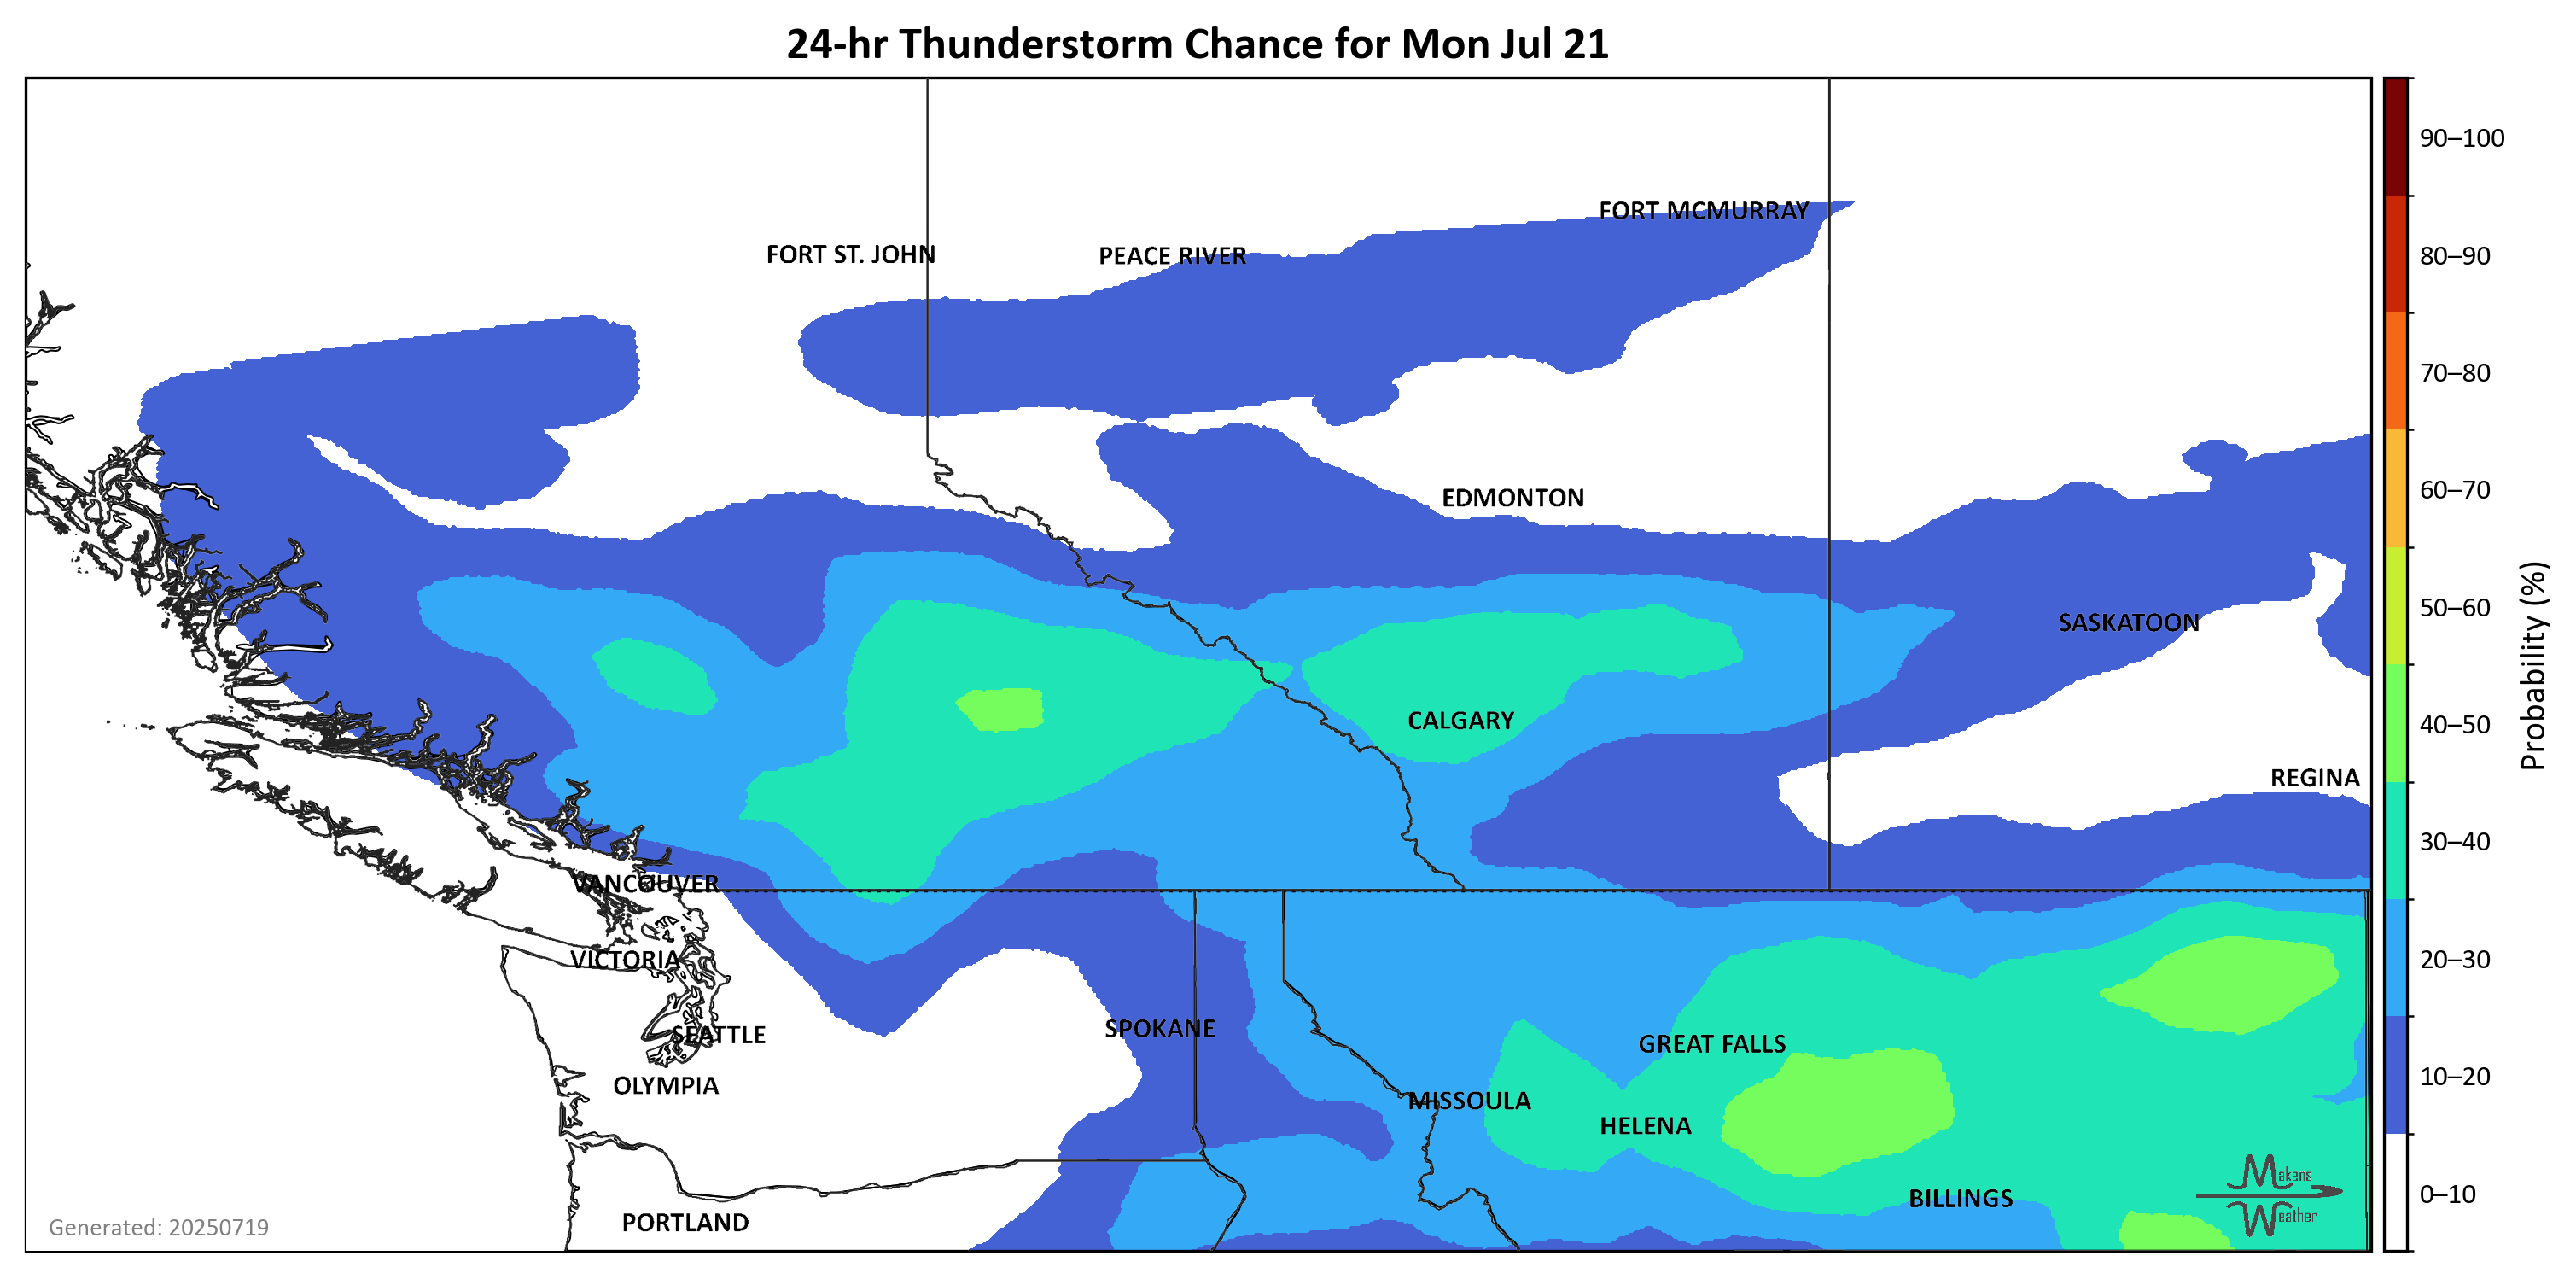 24-hr Thunderstorm Chance for Mon Jul 21
90–100
80–90
70–80
60–70
50–60
40–50
30–40
20–30
10–20
0–10
Probability (%)
FORT MCMURRAY
FORT ST. JOHN
PEACE RIVER
EDMONTON
SASKATOON
CALGARY
REGINA
VANCOUVER
VICTORIA
SPOKANE
SEATTLE
GREAT FALLS
OLYMPIA
MISSOULA
HELENA
BILLINGS
PORTLAND
Makens
Weather
Generated: 20250719